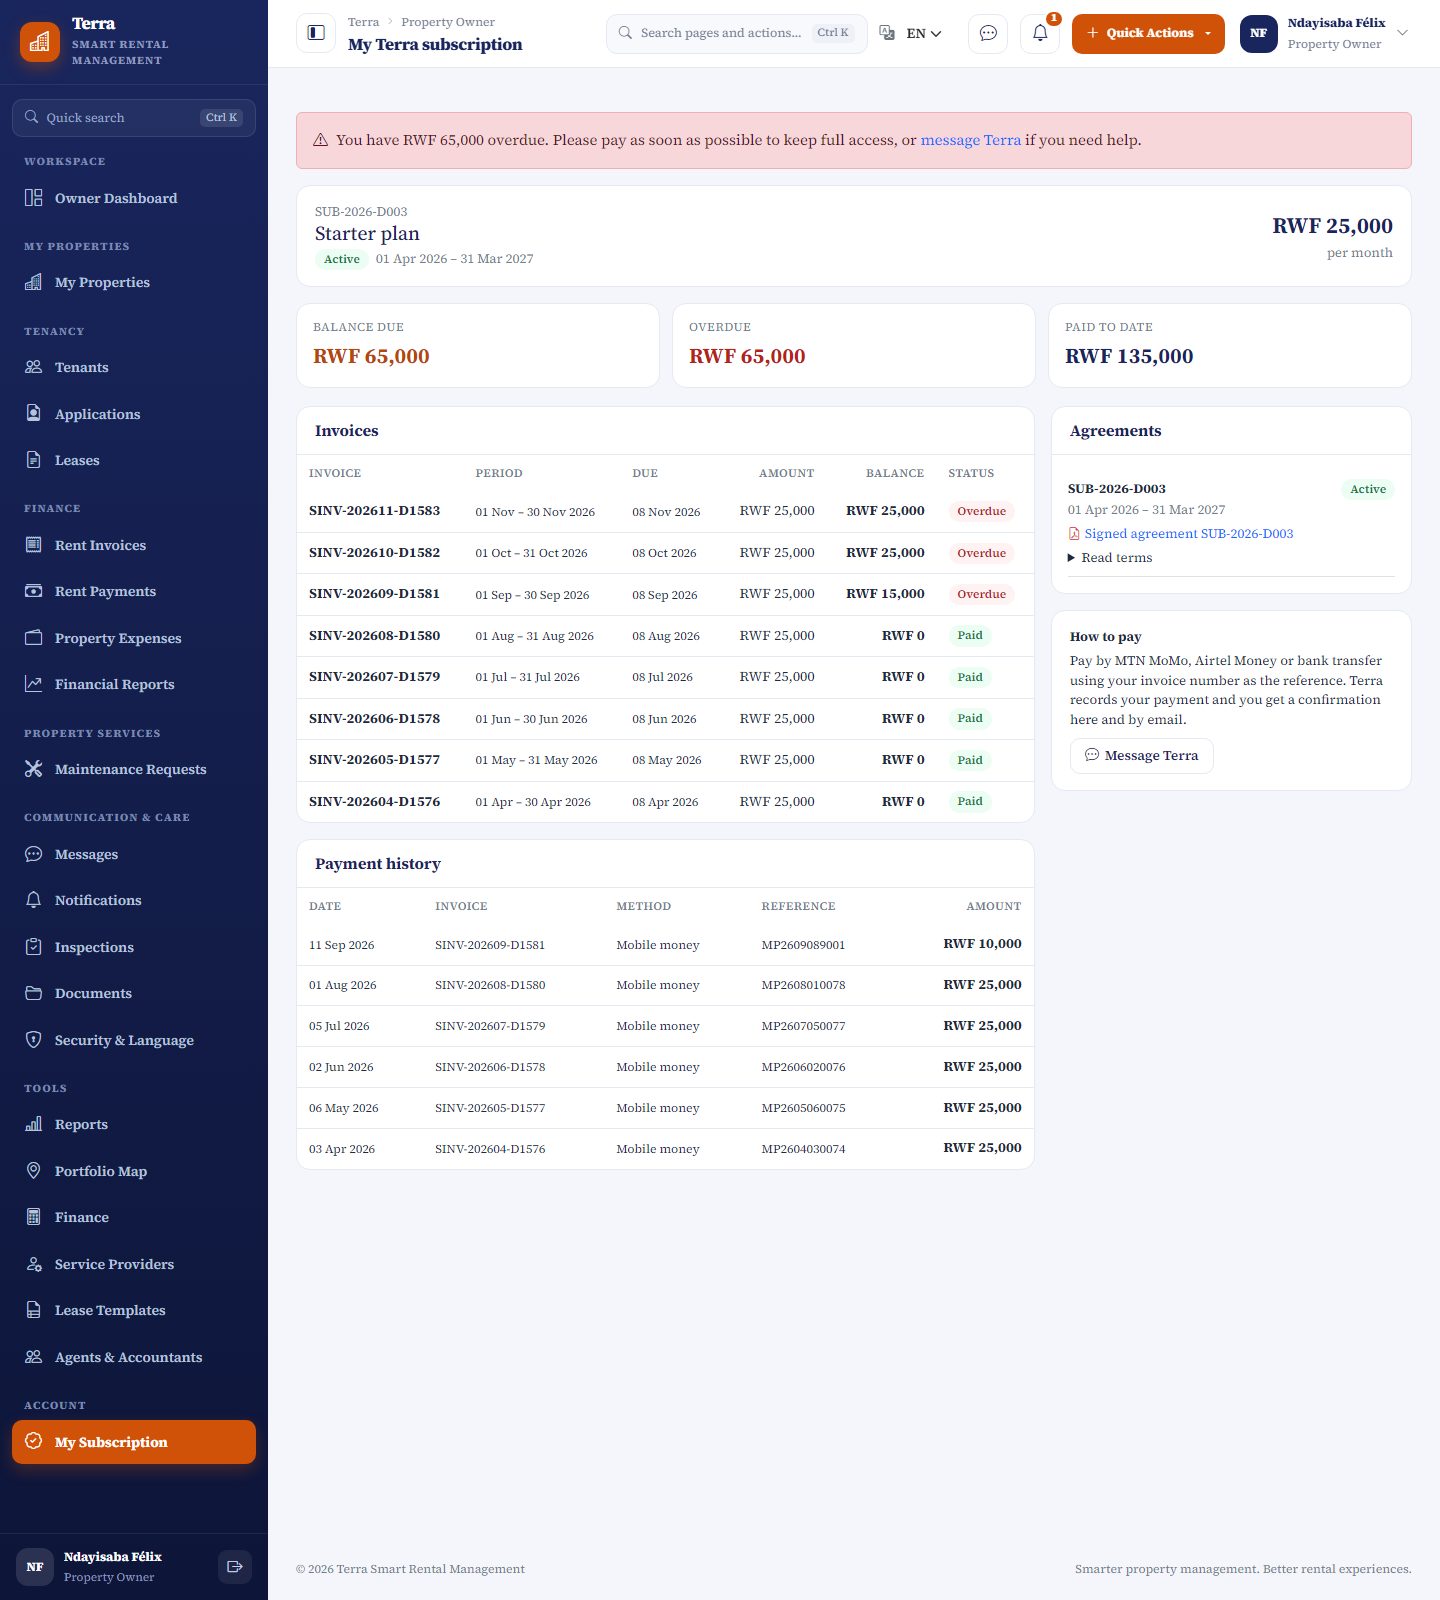 Terra
SMART RENTAL
MANAGEMENT
Quick search Ctrl K
WORKSPACE
Owner Dashboard
MY PROPERTIES
My Properties
TENANCY
Tenants
Applications
Leases
FINANCE
Rent Invoices
Rent Payments
Property Expenses
Financial Reports
PROPERTY SERVICES
Maintenance Requests
COMMUNICATION & CARE
Messages
Notifications
Inspections
Documents
Security & Language
TOOLS
Reports
Portfolio Map
Finance
Service Providers
Lease Templates
Agents & Accountants
ACCOUNT
My Subscription
NF
Ndayisaba Félix
Property Owner
Terra > Property Owner
My Terra subscription
Search pages and actions... Ctrl K
EN
1
+ Quick Actions
NF
Ndayisaba Félix
Property Owner
You have RWF 65,000 overdue. Please pay as soon as possible to keep full access, or message Terra if you need help.
SUB-2026-D003
Starter plan
Active 01 Apr 2026 – 31 Mar 2027
RWF 25,000
per month
BALANCE DUE
RWF 65,000
OVERDUE
RWF 65,000
PAID TO DATE
RWF 135,000
Invoices
INVOICE PERIOD DUE AMOUNT BALANCE STATUS
SINV-202611-D1583 01 Nov – 30 Nov 2026 08 Nov 2026 RWF 25,000 RWF 25,000 Overdue
SINV-202610-D1582 01 Oct – 31 Oct 2026 08 Oct 2026 RWF 25,000 RWF 25,000 Overdue
SINV-202609-D1581 01 Sep – 30 Sep 2026 08 Sep 2026 RWF 25,000 RWF 15,000 Overdue
SINV-202608-D1580 01 Aug – 31 Aug 2026 08 Aug 2026 RWF 25,000 RWF 0 Paid
SINV-202607-D1579 01 Jul – 31 Jul 2026 08 Jul 2026 RWF 25,000 RWF 0 Paid
SINV-202606-D1578 01 Jun – 30 Jun 2026 08 Jun 2026 RWF 25,000 RWF 0 Paid
SINV-202605-D1577 01 May – 31 May 2026 08 May 2026 RWF 25,000 RWF 0 Paid
SINV-202604-D1576 01 Apr – 30 Apr 2026 08 Apr 2026 RWF 25,000 RWF 0 Paid
Payment history
DATE INVOICE METHOD REFERENCE AMOUNT
11 Sep 2026 SINV-202609-D1581 Mobile money MP2609089001 RWF 10,000
01 Aug 2026 SINV-202608-D1580 Mobile money MP2608010078 RWF 25,000
05 Jul 2026 SINV-202607-D1579 Mobile money MP2607050077 RWF 25,000
02 Jun 2026 SINV-202606-D1578 Mobile money MP2606020076 RWF 25,000
06 May 2026 SINV-202605-D1577 Mobile money MP2605060075 RWF 25,000
03 Apr 2026 SINV-202604-D1576 Mobile money MP2604030074 RWF 25,000
Agreements
SUB-2026-D003 Active
01 Apr 2026 – 31 Mar 2027
Signed agreement SUB-2026-D003
Read terms
How to pay
Pay by MTN MoMo, Airtel Money or bank transfer
using your invoice number as the reference. Terra
records your payment and you get a confirmation
here and by email.
Message Terra
© 2026 Terra Smart Rental Management
Smarter property management. Better rental experiences.